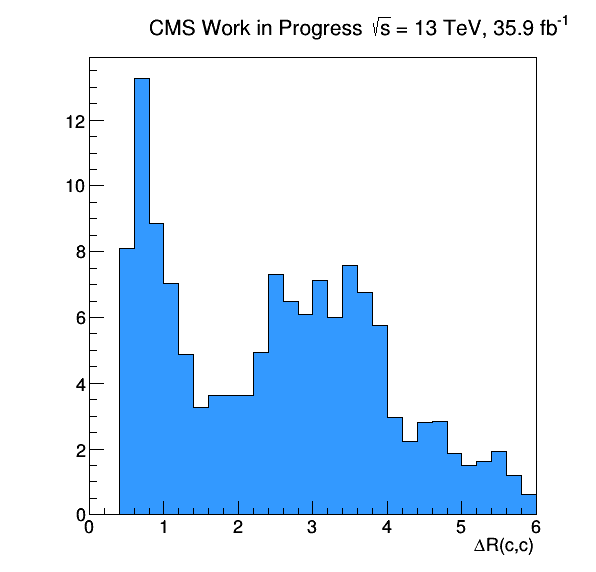 CMS Work in Progress √s = 13 TeV, 35.9 fb⁻¹
12
10
8
6
4
2
0
0 1 2 3 4 5 6
ΔR(c,c)